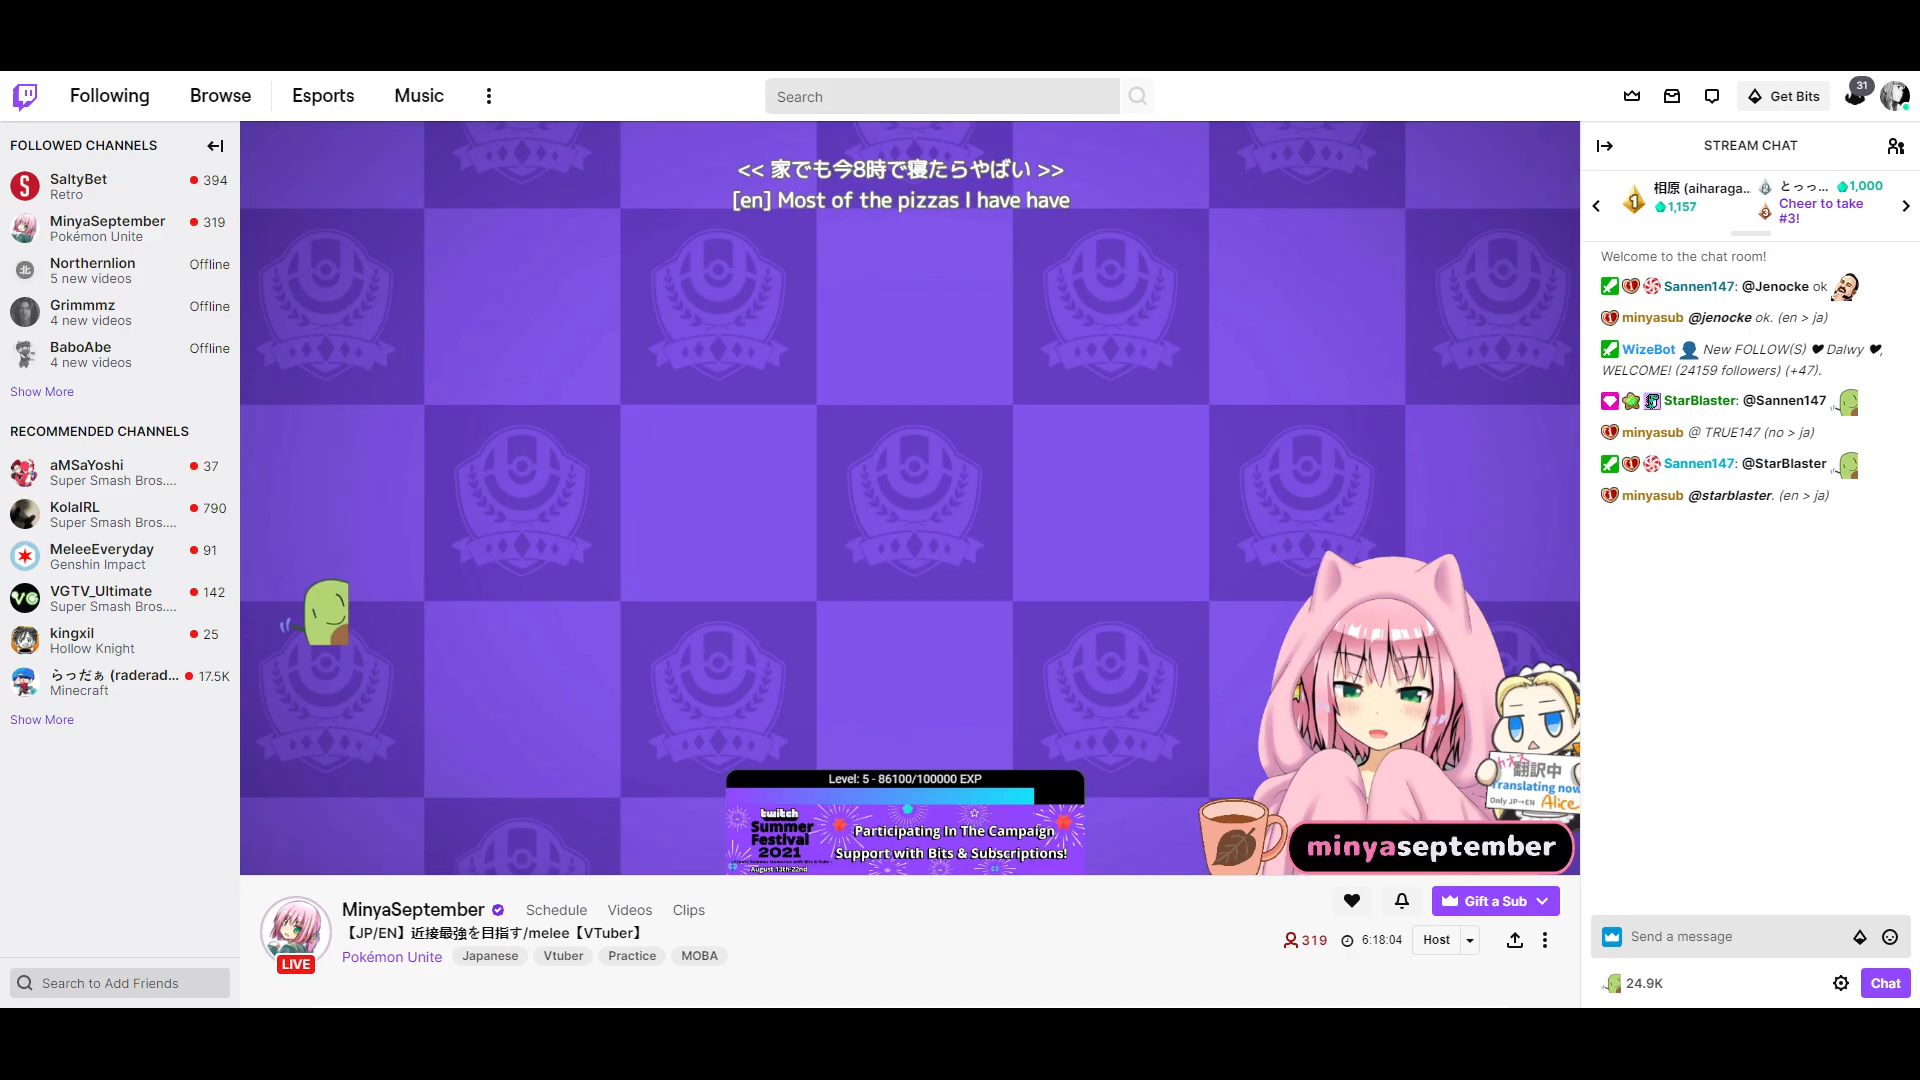 Following
Browse
Esports
Music
Search
Get Bits
31
FOLLOWED CHANNELS
SaltyBet
394
Retro
MinyaSeptember
319
Pokémon Unite
Northernlion
Offline
5 new videos
Grimmmz
Offline
4 new videos
BaboAbe
Offline
4 new videos
Show More
RECOMMENDED CHANNELS
aMSaYoshi
37
Super Smash Bros....
KolaIRL
790
Super Smash Bros....
MeleeEveryday
91
Genshin Impact
VGTV_Ultimate
142
Super Smash Bros....
kingxil
25
Hollow Knight
らっだぁ (raderad...
17.5K
Minecraft
Show More
Search to Add Friends
<< 家でも今8時で寝たらやばい >>
[en] Most of the pizzas I have have
Level: 5 - 86100/100000 EXP
twitch
Summer
Festival
2021
August 13th-22nd
Participating In The Campaign
Support with Bits & Subscriptions!
翻訳中
Translating now
Only JP→EN Alice
minyaseptember
LIVE
MinyaSeptember
Schedule
Videos
Clips
【JP/EN】近接最強を目指す/melee【VTuber】
Pokémon Unite
Japanese
Vtuber
Practice
MOBA
Gift a Sub
319
6:18:04
Host
STREAM CHAT
1
相原 (aiharaga...
1,157
とっっ...
1,000
3
Cheer to take
#3!
Welcome to the chat room!
Sannen147: @Jenocke ok
minyasub @jenocke ok. (en > ja)
WizeBot New FOLLOW(S) ♥ Dalwy ♥,
WELCOME! (24159 followers) (+47).
StarBlaster: @Sannen147
minyasub @ TRUE147 (no > ja)
Sannen147: @StarBlaster
minyasub @starblaster. (en > ja)
Send a message
24.9K
Chat